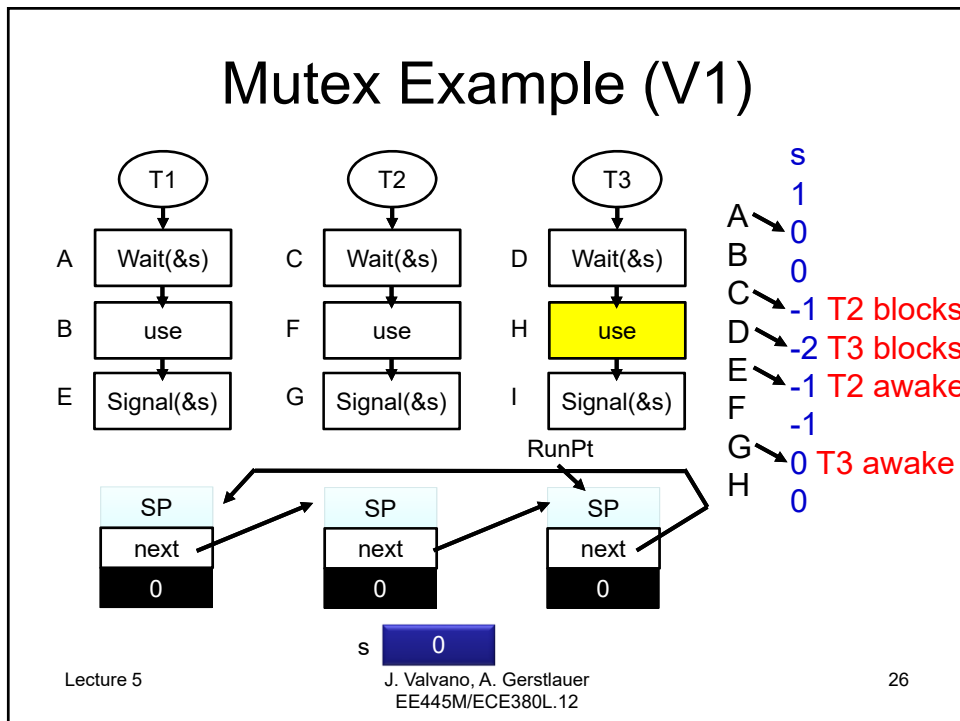 Mutex Example (V1)
T1
T2
T3
A
Wait(&s)
C
Wait(&s)
D
Wait(&s)
B
use
F
use
H
use
E
Signal(&s)
G
Signal(&s)
I
Signal(&s)
s
1
A
0
B
0
C
-1 T2 blocks
D
-2 T3 blocks
E
-1 T2 awake
F
-1
G
0 T3 awake
H
0
RunPt
SP
next
0
SP
next
0
SP
next
0
s
0
Lecture 5
J. Valvano, A. Gerstlauer
EE445M/ECE380L.12
26